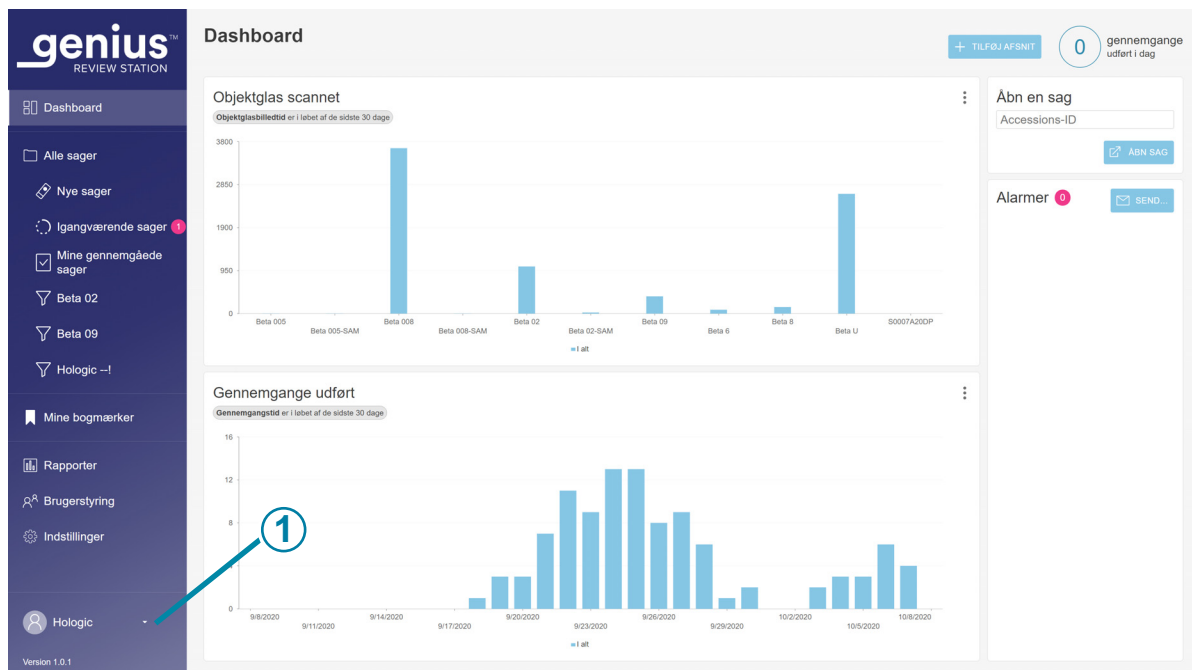 genius™
REVIEW STATION
Dashboard
Alle sager
Nye sager
Igangværende sager 1
Mine gennemgåede
sager
Beta 02
Beta 09
Hologic --!
Mine bogmærker
Rapporter
Brugerstyring
Indstillinger
Hologic
Version 1.0.1
1
Dashboard
+ TILFØJ AFSNIT
0
gennemgange
udført i dag
Objektglas scannet
Objektglasbilledtid er i løbet af de sidste 30 dage
3800
2850
1900
950
0
Beta 005
Beta 005-SAM
Beta 008
Beta 008-SAM
Beta 02
Beta 02-SAM
Beta 09
Beta 6
Beta 8
Beta U
S0007A20DP
I alt
Gennemgange udført
Gennemgangstid er i løbet af de sidste 30 dage
16
12
8
0
9/8/2020
9/11/2020
9/14/2020
9/17/2020
9/20/2020
9/23/2020
9/26/2020
9/29/2020
10/2/2020
10/5/2020
10/8/2020
I alt
Åbn en sag
Accessions-ID
ÅBN SAG
Alarmer 0
SEND...